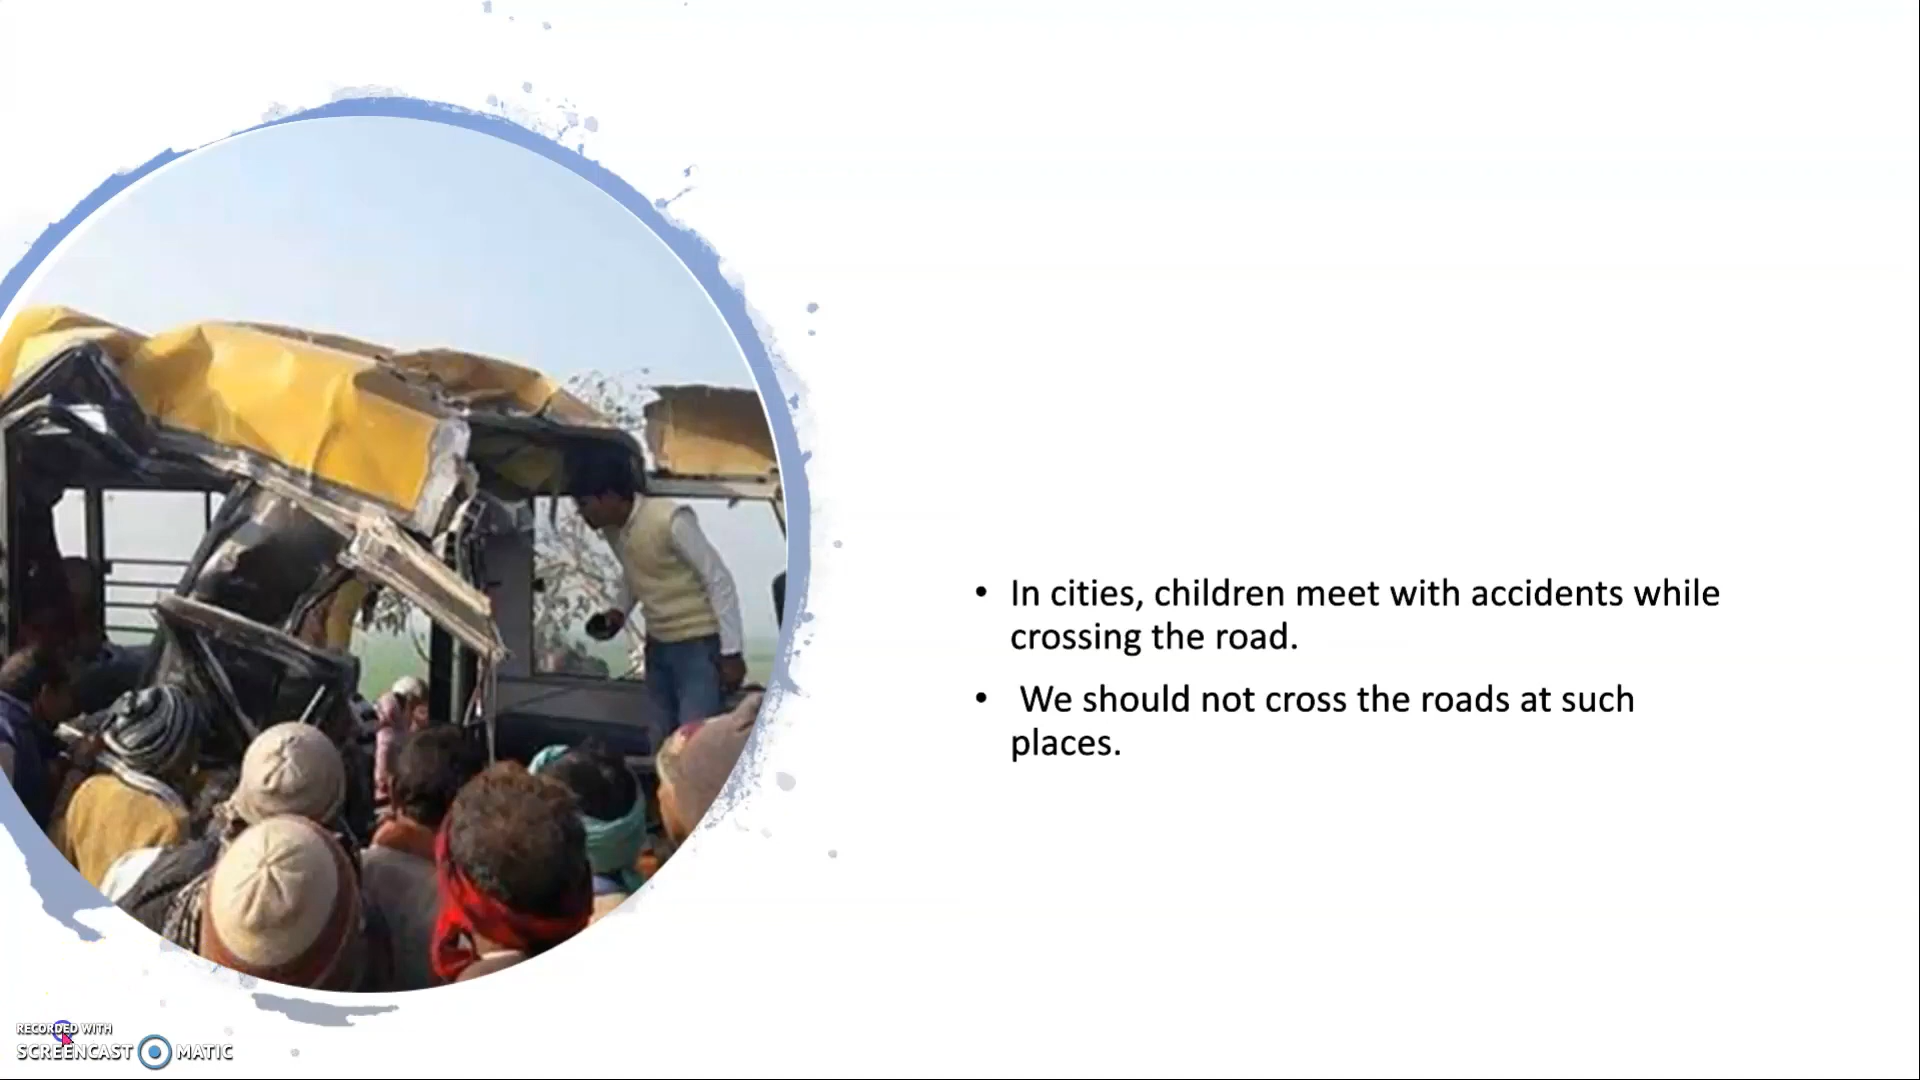 • In cities, children meet with accidents while
crossing the road.
• We should not cross the roads at such
places.
RECORDED WITH
SCREENCAST MATIC